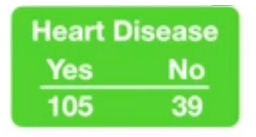 Heart Disease
Yes No
105 39